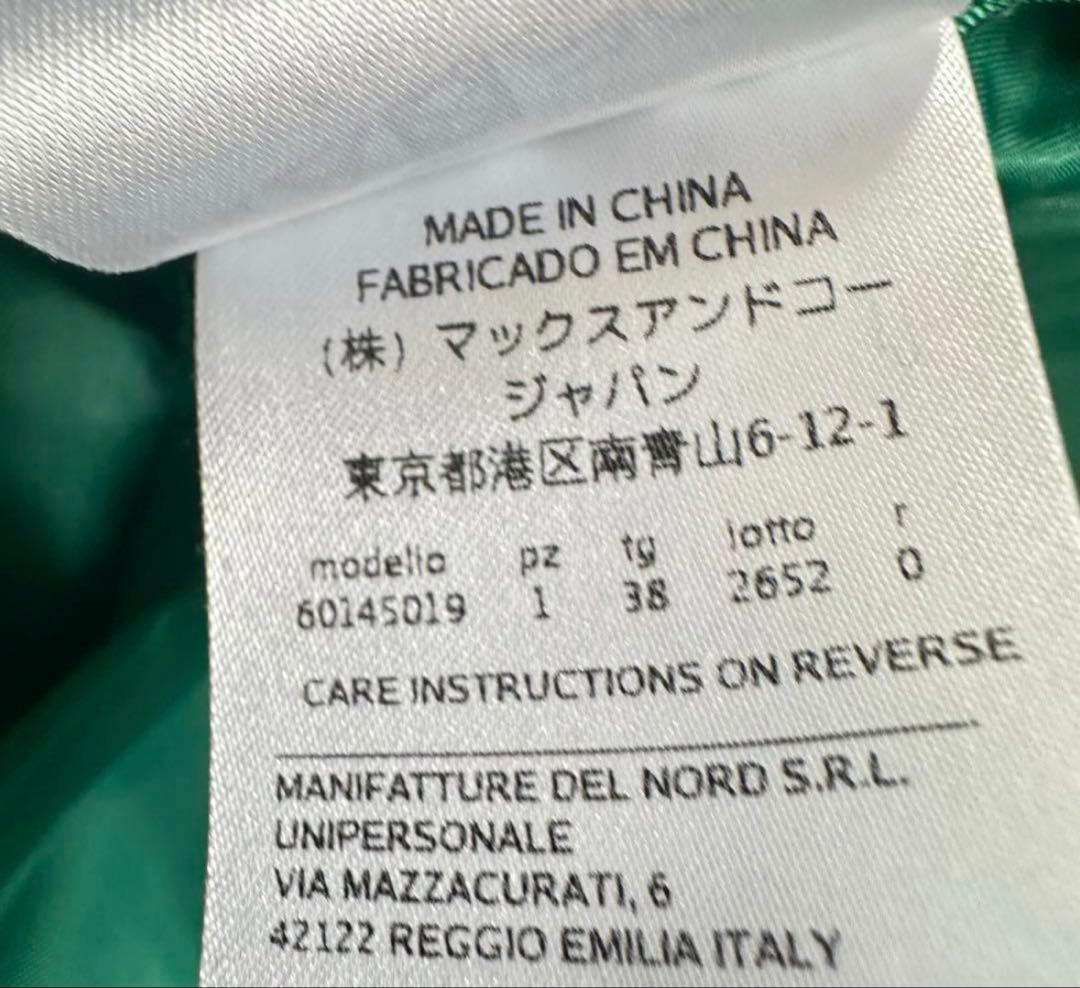 MADE IN CHINA
FABRICADO EM CHINA
(株) マックスアンドコー
ジャパン
東京都港区南青山6-12-1
modello pz tg lotto r
60145019 1 38 2652 0
CARE INSTRUCTIONS ON REVERSE
MANIFATTURE DEL NORD S.R.L.
UNIPERSONALE
VIA MAZZACURATI, 6
42122 REGGIO EMILIA ITALY